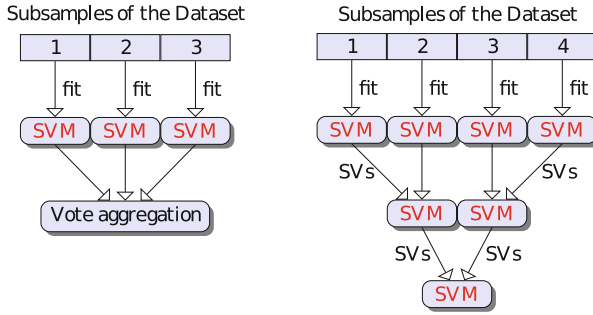 Subsamples of the Dataset
1 2 3
fit fit fit
SVM SVM SVM
Vote aggregation
Subsamples of the Dataset
1 2 3 4
fit fit fit fit
SVM SVM SVM SVM
SVs SVs
SVM SVM
SVs SVs
SVM